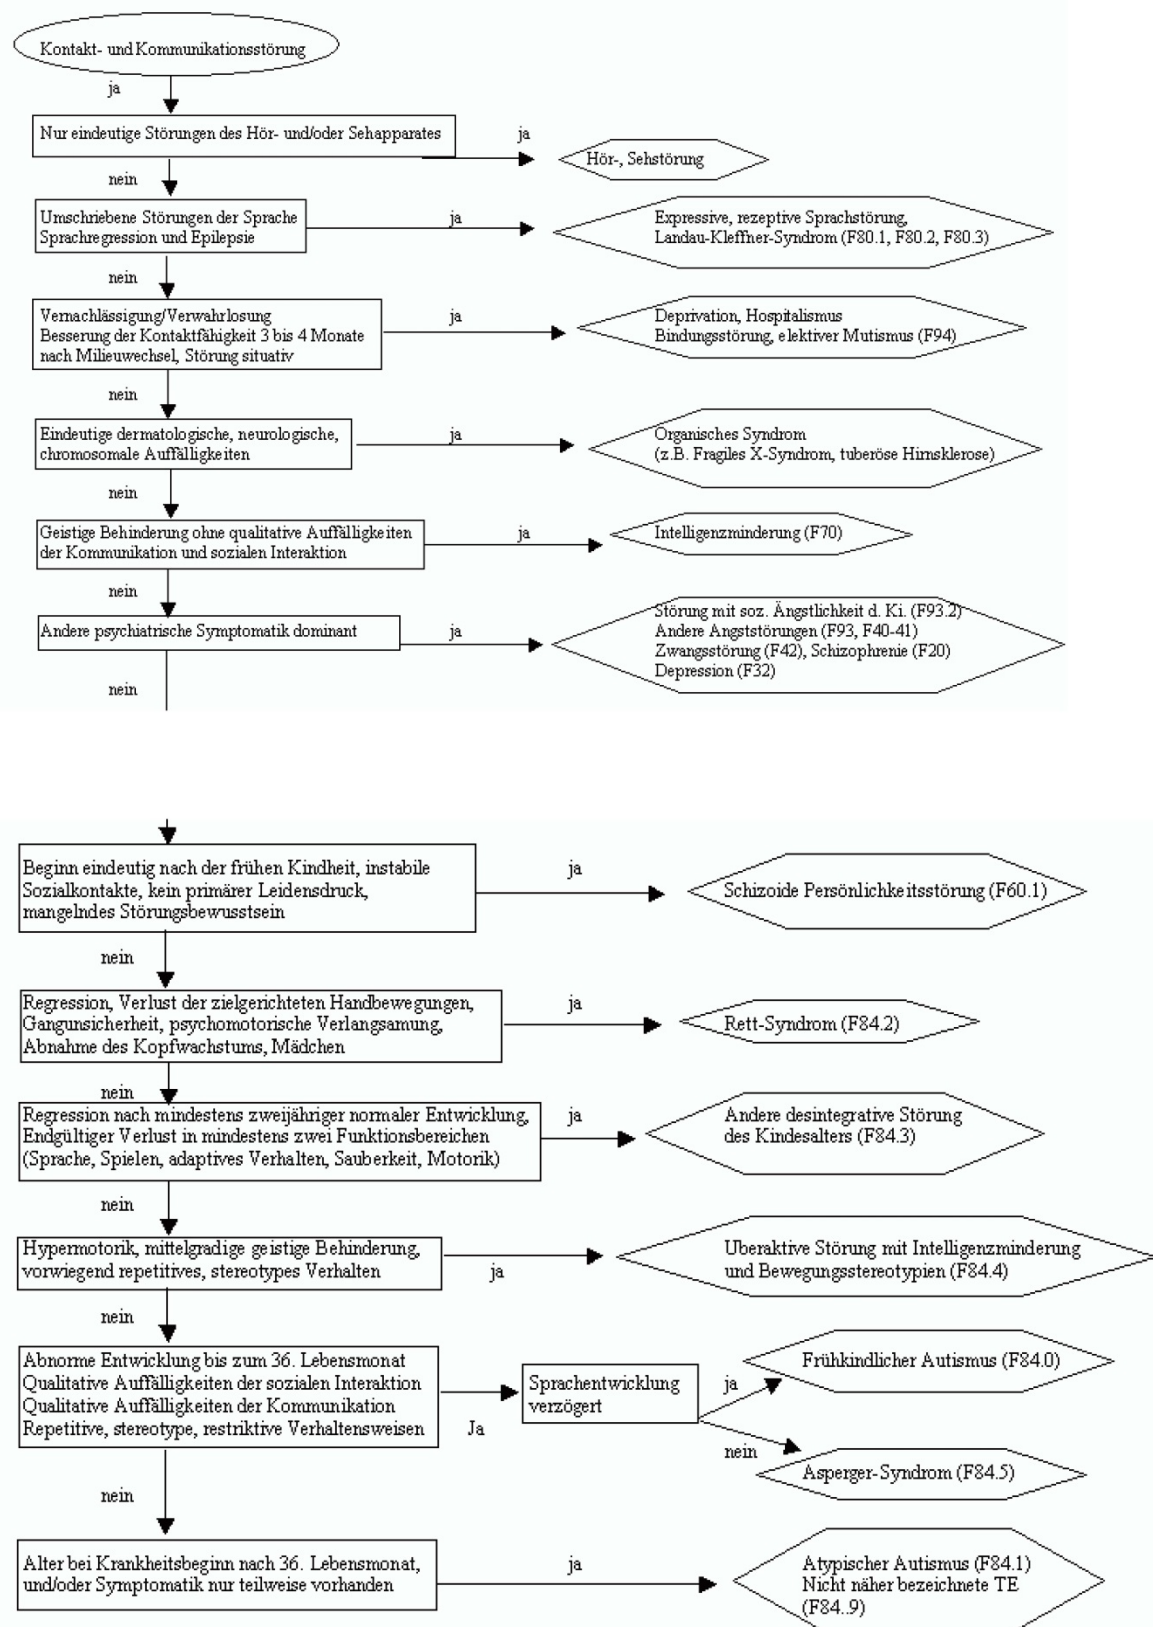 Kontakt- und Kommunikationsstörung
ja
Nur eindeutige Störungen des Hör- und/oder Sehapparates
ja
Hör-, Sehstörung
nein
Umschriebene Störungen der Sprache
Sprachregression und Epilepsie
ja
Expressive, rezeptive Sprachstörung,
Landau-Kleffner-Syndrom (F80.1, F80.2, F80.3)
nein
Vernachlässigung/Verwahrlosung
Besserung der Kontaktfähigkeit 3 bis 4 Monate
nach Milieuwechsel, Störung situativ
ja
Deprivation, Hospitalismus
Bindungsstörung, elektiver Mutismus (F94)
nein
Eindeutige dermatologische, neurologische,
chromosomale Auffälligkeiten
ja
Organisches Syndrom
(z.B. Fragiles X-Syndrom, tuberöse Hirnsklerose)
nein
Geistige Behinderung ohne qualitative Auffälligkeiten
der Kommunikation und sozialen Interaktion
ja
Intelligenzminderung (F70)
nein
Andere psychiatrische Symptomatik dominant
ja
Störung mit soz. Ängstlichkeit d. Ki. (F93.2)
Andere Angststörungen (F93, F40-41)
Zwangsstörung (F42), Schizophrenie (F20)
Depression (F32)
nein
Beginn eindeutig nach der frühen Kindheit, instabile
Sozialkontakte, kein primärer Leidensdruck,
mangelndes Störungsbewusstsein
ja
Schizoide Persönlichkeitsstörung (F60.1)
nein
Regression, Verlust der zielgerichteten Handbewegungen,
Gangunsicherheit, psychomotorische Verlangsamung,
Abnahme des Kopfwachstums, Mädchen
ja
Rett-Syndrom (F84.2)
nein
Regression nach mindestens zweijähriger normaler Entwicklung,
Endgültiger Verlust in mindestens zwei Funktionsbereichen
(Sprache, Spielen, adaptives Verhalten, Sauberkeit, Motorik)
ja
Andere desintegrative Störung
des Kindesalters (F84.3)
nein
Hypermotorik, mittelgradige geistige Behinderung,
vorwiegend repetitives, stereotypes Verhalten
ja
Überaktive Störung mit Intelligenzminderung
und Bewegungsstereotypien (F84.4)
nein
Abnorme Entwicklung bis zum 36. Lebensmonat
Qualitative Auffälligkeiten der sozialen Interaktion
Qualitative Auffälligkeiten der Kommunikation
Repetitive, stereotype, restriktive Verhaltensweisen
Ja
Sprachentwicklung
verzögert
ja
Frühkindlicher Autismus (F84.0)
nein
Asperger-Syndrom (F84.5)
nein
Alter bei Krankheitsbeginn nach 36. Lebensmonat,
und/oder Symptomatik nur teilweise vorhanden
ja
Atypischer Autismus (F84.1)
Nicht näher bezeichnete TE
(F84..9)